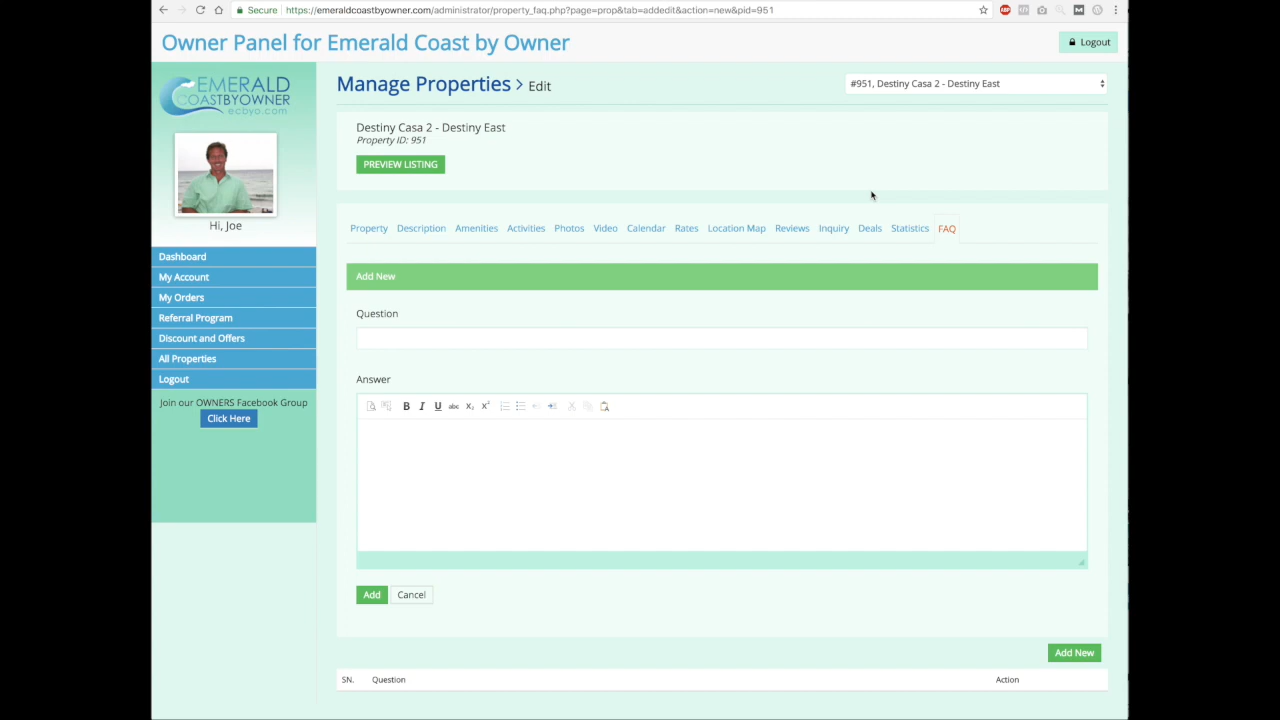 Secure https://emeraldcoastbyowner.com/administrator/property_faq.php?page=prop&tab=addedit&action=new&pid=951
Owner Panel for Emerald Coast by Owner
Logout
EMERALD
COASTBYOWNER
ecbyo.com
Hi, Joe
Dashboard
My Account
My Orders
Referral Program
Discount and Offers
All Properties
Logout
Join our OWNERS Facebook Group
Click Here
Manage Properties > Edit
#951, Destiny Casa 2 - Destiny East
Destiny Casa 2 - Destiny East
Property ID: 951
PREVIEW LISTING
Property Description Amenities Activities Photos Video Calendar Rates Location Map Reviews Inquiry Deals Statistics FAQ
Add New
Question
Answer
B I U abc X₂ X²
Add Cancel
Add New
SN. Question Action